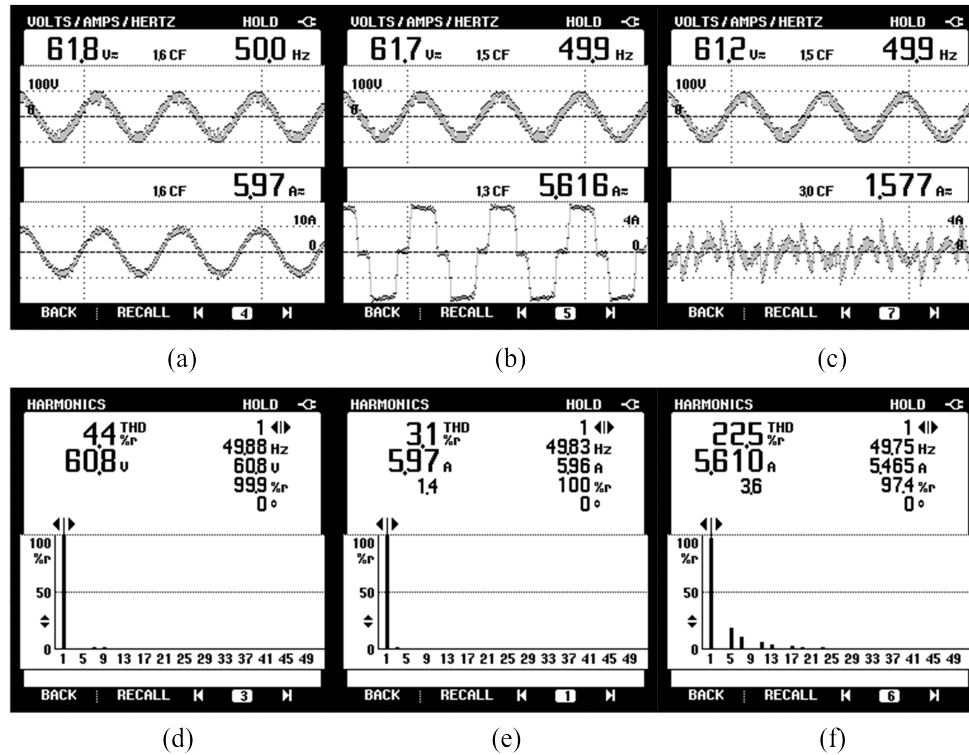 VOLTS/AMPS/HERTZ HOLD
61.8 V≂ 1.6 CF 50.0 Hz
100V
0
1.6 CF 5.97 A≂
10A
0
BACK RECALL 4
(a)
VOLTS/AMPS/HERTZ HOLD
61.7 V≂ 1.5 CF 49.9 Hz
100V
0
1.3 CF 5.616 A≂
4A
0
BACK RECALL 5
(b)
VOLTS/AMPS/HERTZ HOLD
61.2 V≂ 1.5 CF 49.9 Hz
100V
0
3.0 CF 1.577 A≂
4A
0
BACK RECALL 7
(c)
HARMONICS HOLD
4.4 THD %r 1
49.88 Hz
60.8 V 60.8 V
99.9 %r
0 °
100
%r
50
0
1 5 9 13 17 21 25 29 33 37 41 45 49
BACK RECALL 3
(d)
HARMONICS HOLD
3.1 THD %r 1
49.83 Hz
5.97 A 5.96 A
1.4 100 %r
0 °
100
%r
50
0
1 5 9 13 17 21 25 29 33 37 41 45 49
BACK RECALL 1
(e)
HARMONICS HOLD
22.5 THD %r 1
49.75 Hz
5.610 A 5.465 A
3.6 97.4 %r
0 °
100
%r
50
0
1 5 9 13 17 21 25 29 33 37 41 45 49
BACK RECALL 6
(f)